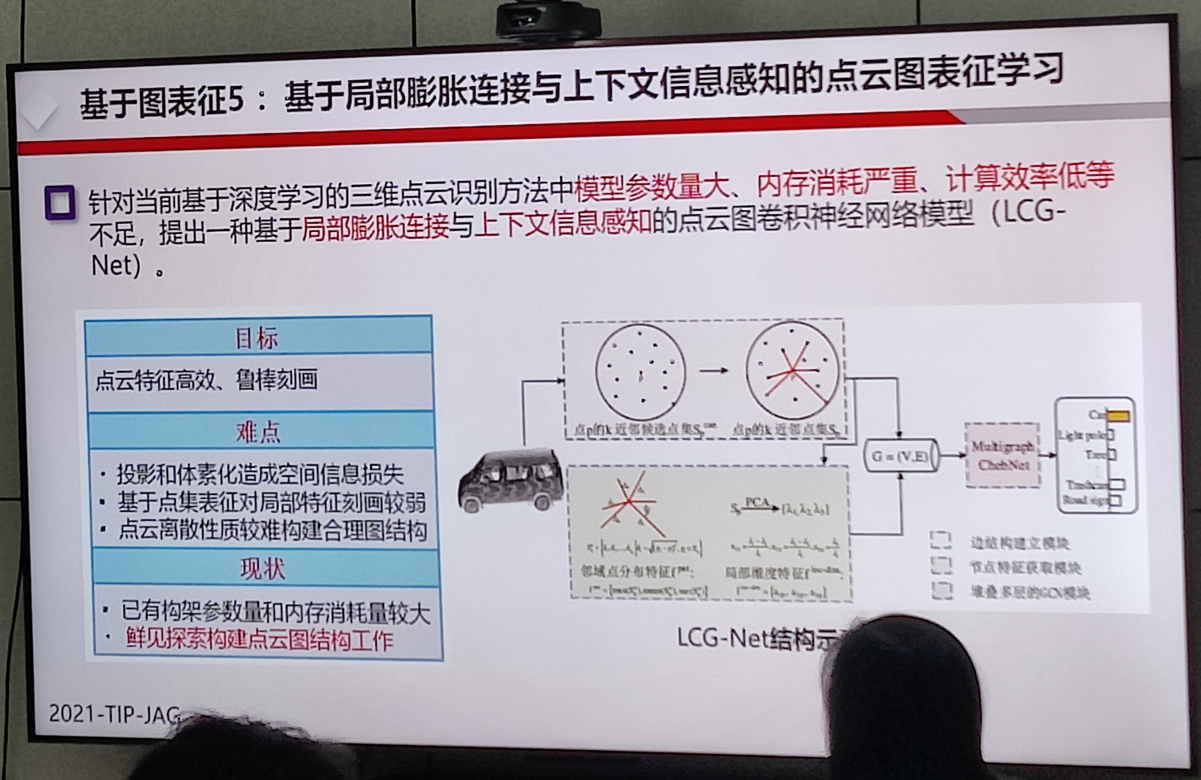 基于图表征5：基于局部膨胀连接与上下文信息感知的点云图表征学习
针对当前基于深度学习的三维点云识别方法中模型参数量大、内存消耗严重、计算效率低等
不足，提出一种基于局部膨胀连接与上下文信息感知的点云图卷积神经网络模型（LCG-
Net）。
目标
点云特征高效、鲁棒刻画
难点
· 投影和体素化造成空间信息损失
· 基于点集表征对局部特征刻画较弱
· 点云离散性质较难构建合理图结构
现状
· 已有构架参数量和内存消耗量较大
· 鲜见探索构建点云图结构工作
点p的k 近邻候选点集
点p的k 近邻点集
G = (V,E)
Multigraph
ChebNet
Car
Light pole
Tree
Trashcan
Road sign
PCA
邻域点分布特征
局部维度特征
边结构建立模块
节点特征获取模块
堆叠多层的GCN模块
LCG-Net结构示
2021-TIP-JAG